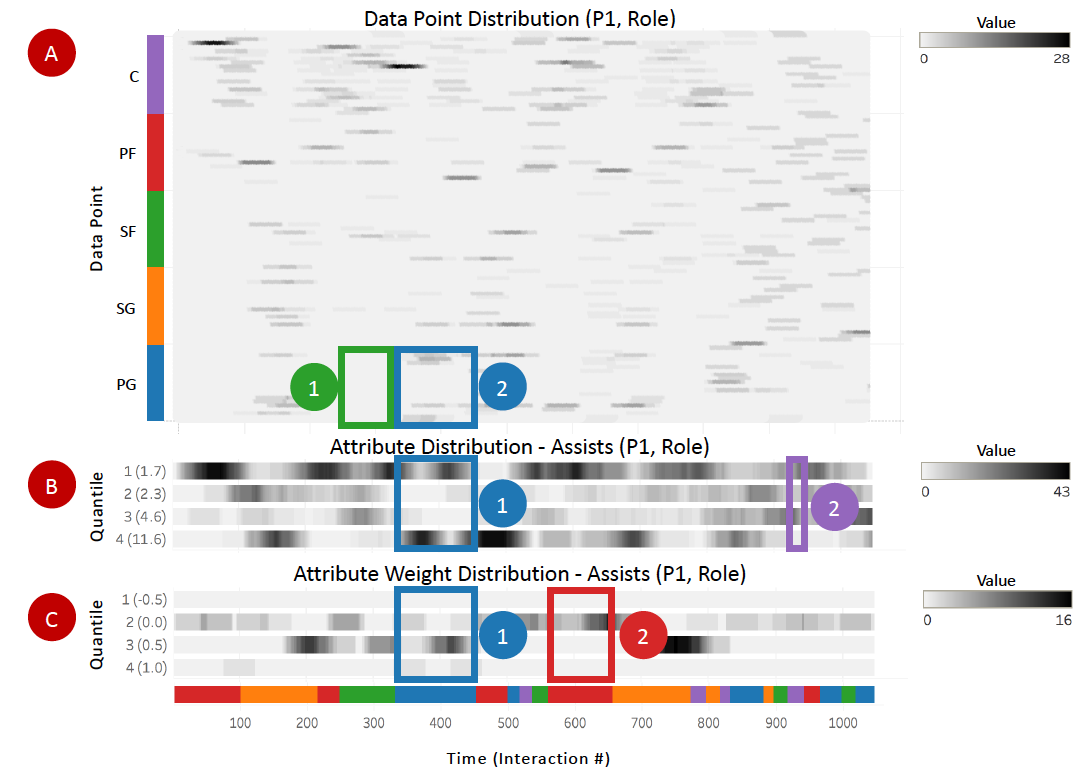 Data Point Distribution (P1, Role)
Value
0 28
A
Data Point
C
PF
SF
SG
PG
1
2
Attribute Distribution - Assists (P1, Role)
Value
0 43
B
Quantile
1 (1.7)
2 (2.3)
3 (4.6)
4 (11.6)
1
2
Attribute Weight Distribution - Assists (P1, Role)
Value
0 16
C
Quantile
1 (-0.5)
2 (0.0)
3 (0.5)
4 (1.0)
1
2
100 200 300 400 500 600 700 800 900 1000
Time (Interaction #)